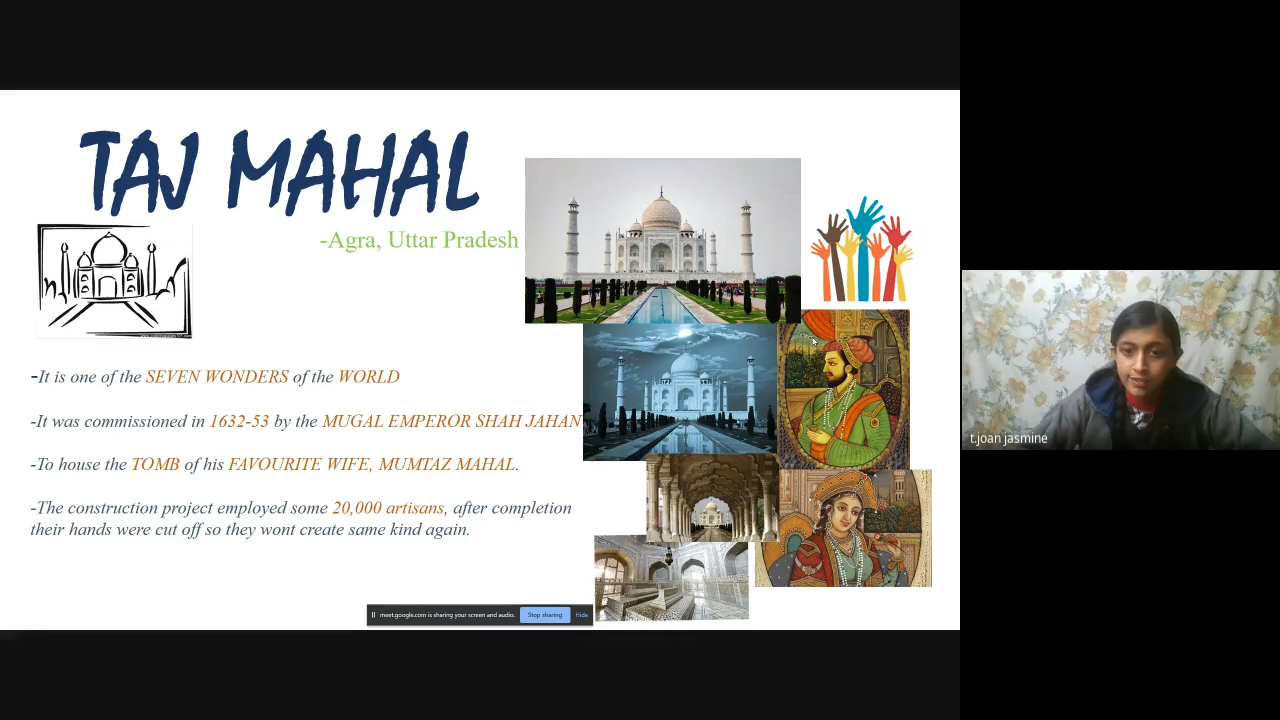 TAJ MAHAL
-Agra, Uttar Pradesh
-It is one of the SEVEN WONDERS of the WORLD
-It was commissioned in 1632-53 by the MUGAL EMPEROR SHAH JAHAN
-To house the TOMB of his FAVOURITE WIFE, MUMTAZ MAHAL.
-The construction project employed some 20,000 artisans, after completion
their hands were cut off so they wont create same kind again.
meet.google.com is sharing your screen and audio. Stop sharing Hide
t.joan jasmine